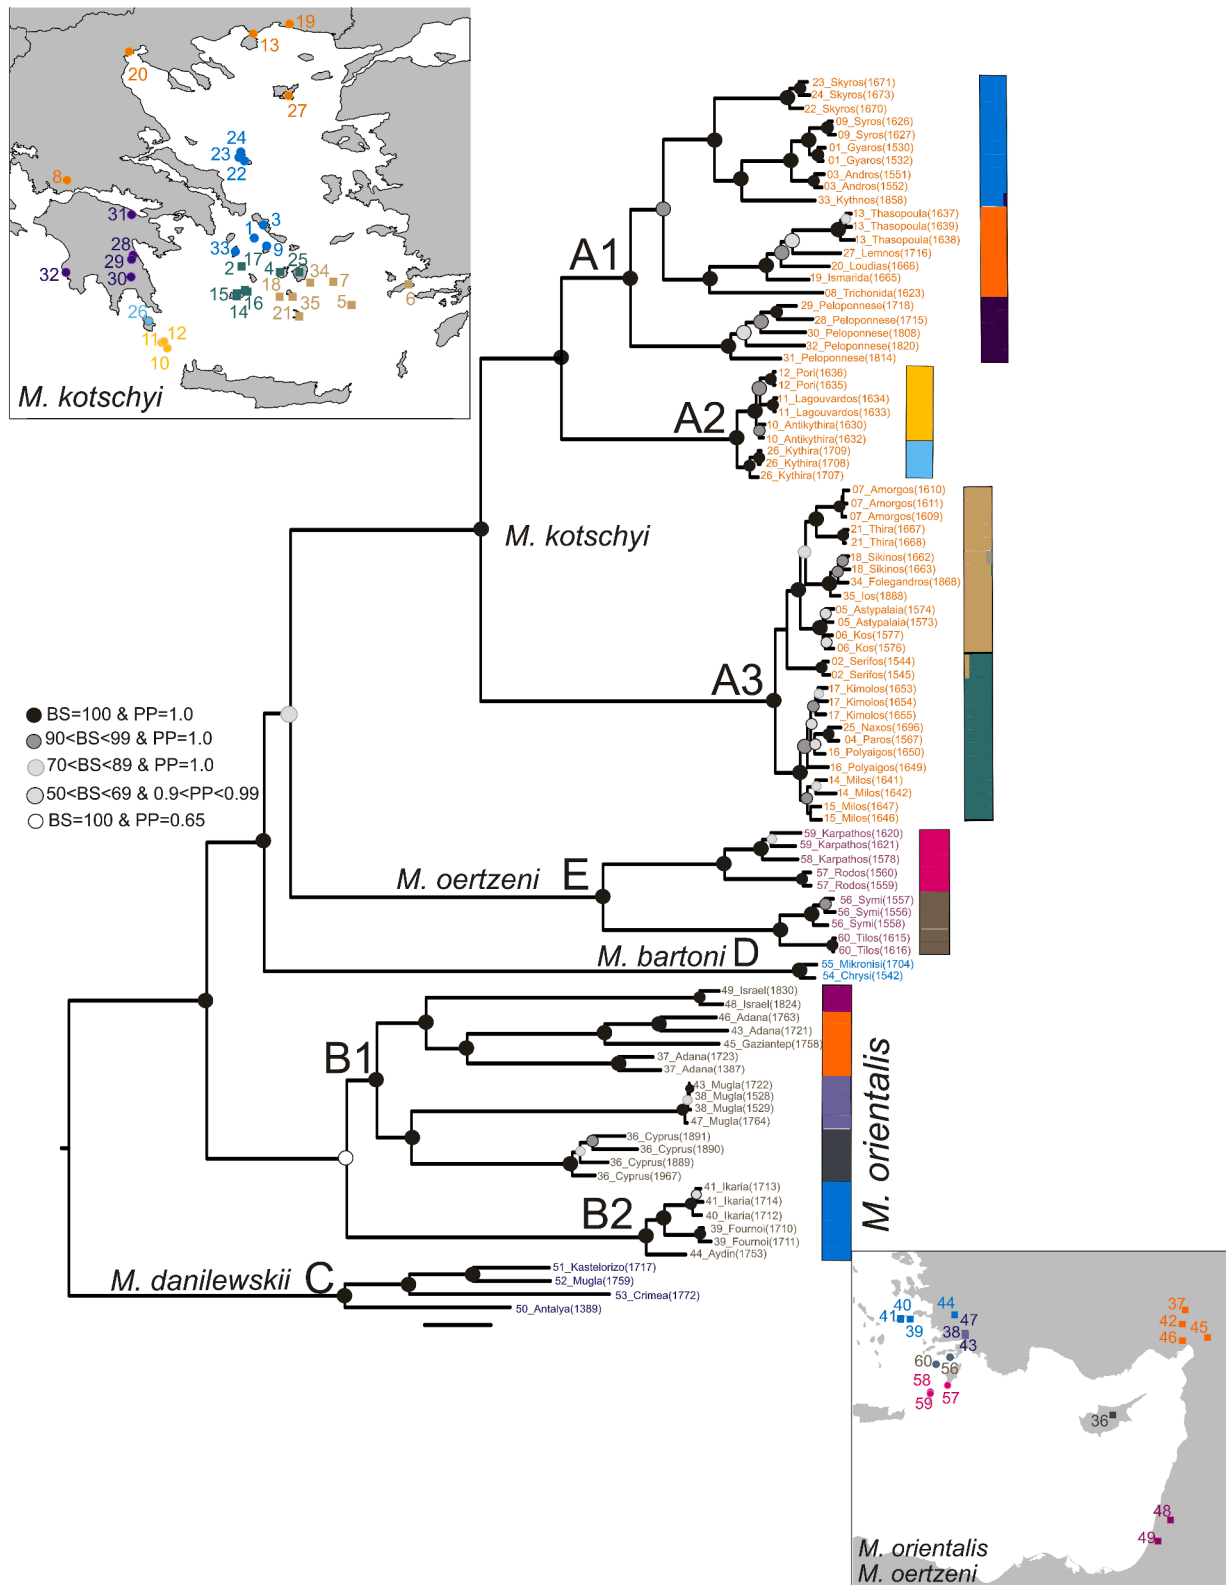 19
13
20
27
24
23
22
8
31
3
1
28
33
9
29
17
25
32
30
2
4
34
7
18
6
15
16
35
5
26
14
21
11
12
10
M. kotschyi
23_Skyros(1671)
24_Skyros(1673)
22_Skyros(1670)
09_Syros(1626)
09_Syros(1627)
01_Gyaros(1530)
01_Gyaros(1532)
03_Andros(1551)
03_Andros(1552)
33_Kythnos(1858)
13_Thasopoula(1637)
13_Thasopoula(1639)
13_Thasopoula(1638)
27_Lemnos(1716)
20_Loudias(1666)
19_Ismarida(1665)
08_Trichonida(1623)
29_Peloponnese(1718)
28_Peloponnese(1715)
30_Peloponnese(1808)
32_Peloponnese(1820)
31_Peloponnese(1814)
A1
12_Pori(1636)
12_Pori(1635)
11_Lagouvardos(1634)
11_Lagouvardos(1633)
10_Antikythira(1630)
10_Antikythira(1632)
26_Kythira(1709)
26_Kythira(1708)
26_Kythira(1707)
A2
M. kotschyi
07_Amorgos(1610)
07_Amorgos(1611)
07_Amorgos(1609)
21_Thira(1667)
21_Thira(1668)
18_Sikinos(1662)
18_Sikinos(1663)
34_Folegandros(1868)
35_Ios(1888)
05_Astypalaia(1574)
05_Astypalaia(1573)
06_Kos(1577)
06_Kos(1576)
02_Serifos(1544)
02_Serifos(1545)
17_Kimolos(1653)
17_Kimolos(1654)
17_Kimolos(1655)
25_Naxos(1696)
04_Paros(1567)
16_Polyaigos(1650)
16_Polyaigos(1649)
14_Milos(1641)
14_Milos(1642)
15_Milos(1647)
15_Milos(1646)
A3
BS=100 & PP=1.0
90<BS<99 & PP=1.0
70<BS<89 & PP=1.0
50<BS<69 & 0.9<PP<0.99
BS=100 & PP=0.65
59_Karpathos(1620)
59_Karpathos(1621)
58_Karpathos(1578)
57_Rodos(1560)
57_Rodos(1559)
56_Symi(1557)
56_Symi(1556)
56_Symi(1558)
60_Tilos(1615)
60_Tilos(1616)
M. oertzeni E
M. bartoni D
55_Mikronisi(1704)
54_Chrysi(1542)
49_Israel(1830)
48_Israel(1824)
46_Adana(1763)
43_Adana(1721)
45_Gaziantep(1758)
37_Adana(1723)
37_Adana(1387)
43_Mugla(1722)
38_Mugla(1528)
38_Mugla(1529)
47_Mugla(1764)
36_Cyprus(1891)
36_Cyprus(1890)
36_Cyprus(1889)
36_Cyprus(1967)
B1
41_Ikaria(1713)
41_Ikaria(1714)
40_Ikaria(1712)
39_Fournoi(1710)
39_Fournoi(1711)
44_Aydin(1753)
B2
M. orientalis
M. danilewskii C
51_Kastelorizo(1717)
52_Mugla(1759)
53_Crimea(1772)
50_Antalya(1389)
40
44
37
41
39
47
42
45
38
43
46
60
56
58
57
59
36
48
49
M. orientalis
M. oertzeni